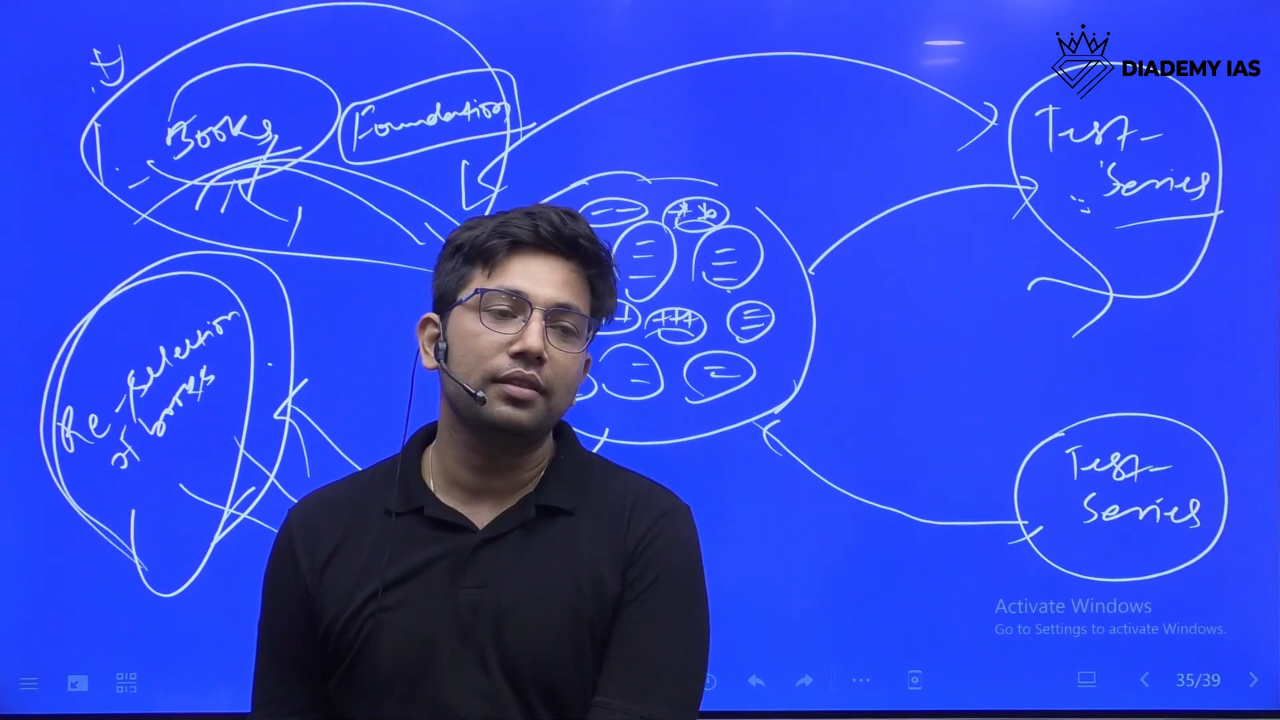 DIADEMY IAS
Books
Foundation
Test-
Series
Re-selection
of books
Test-
Series
Activate Windows
Go to Settings to activate Windows.
35/39